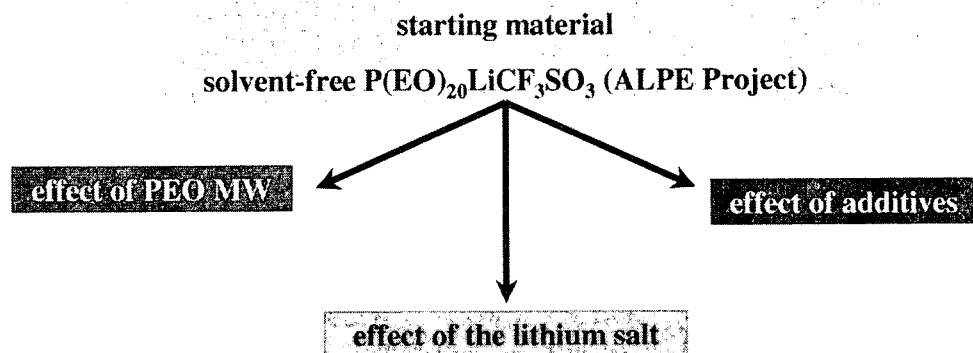 starting material
solvent-free P(EO)₂₀LiCF₃SO₃ (ALPE Project)
effect of PEO MW
effect of additives
effect of the lithium salt